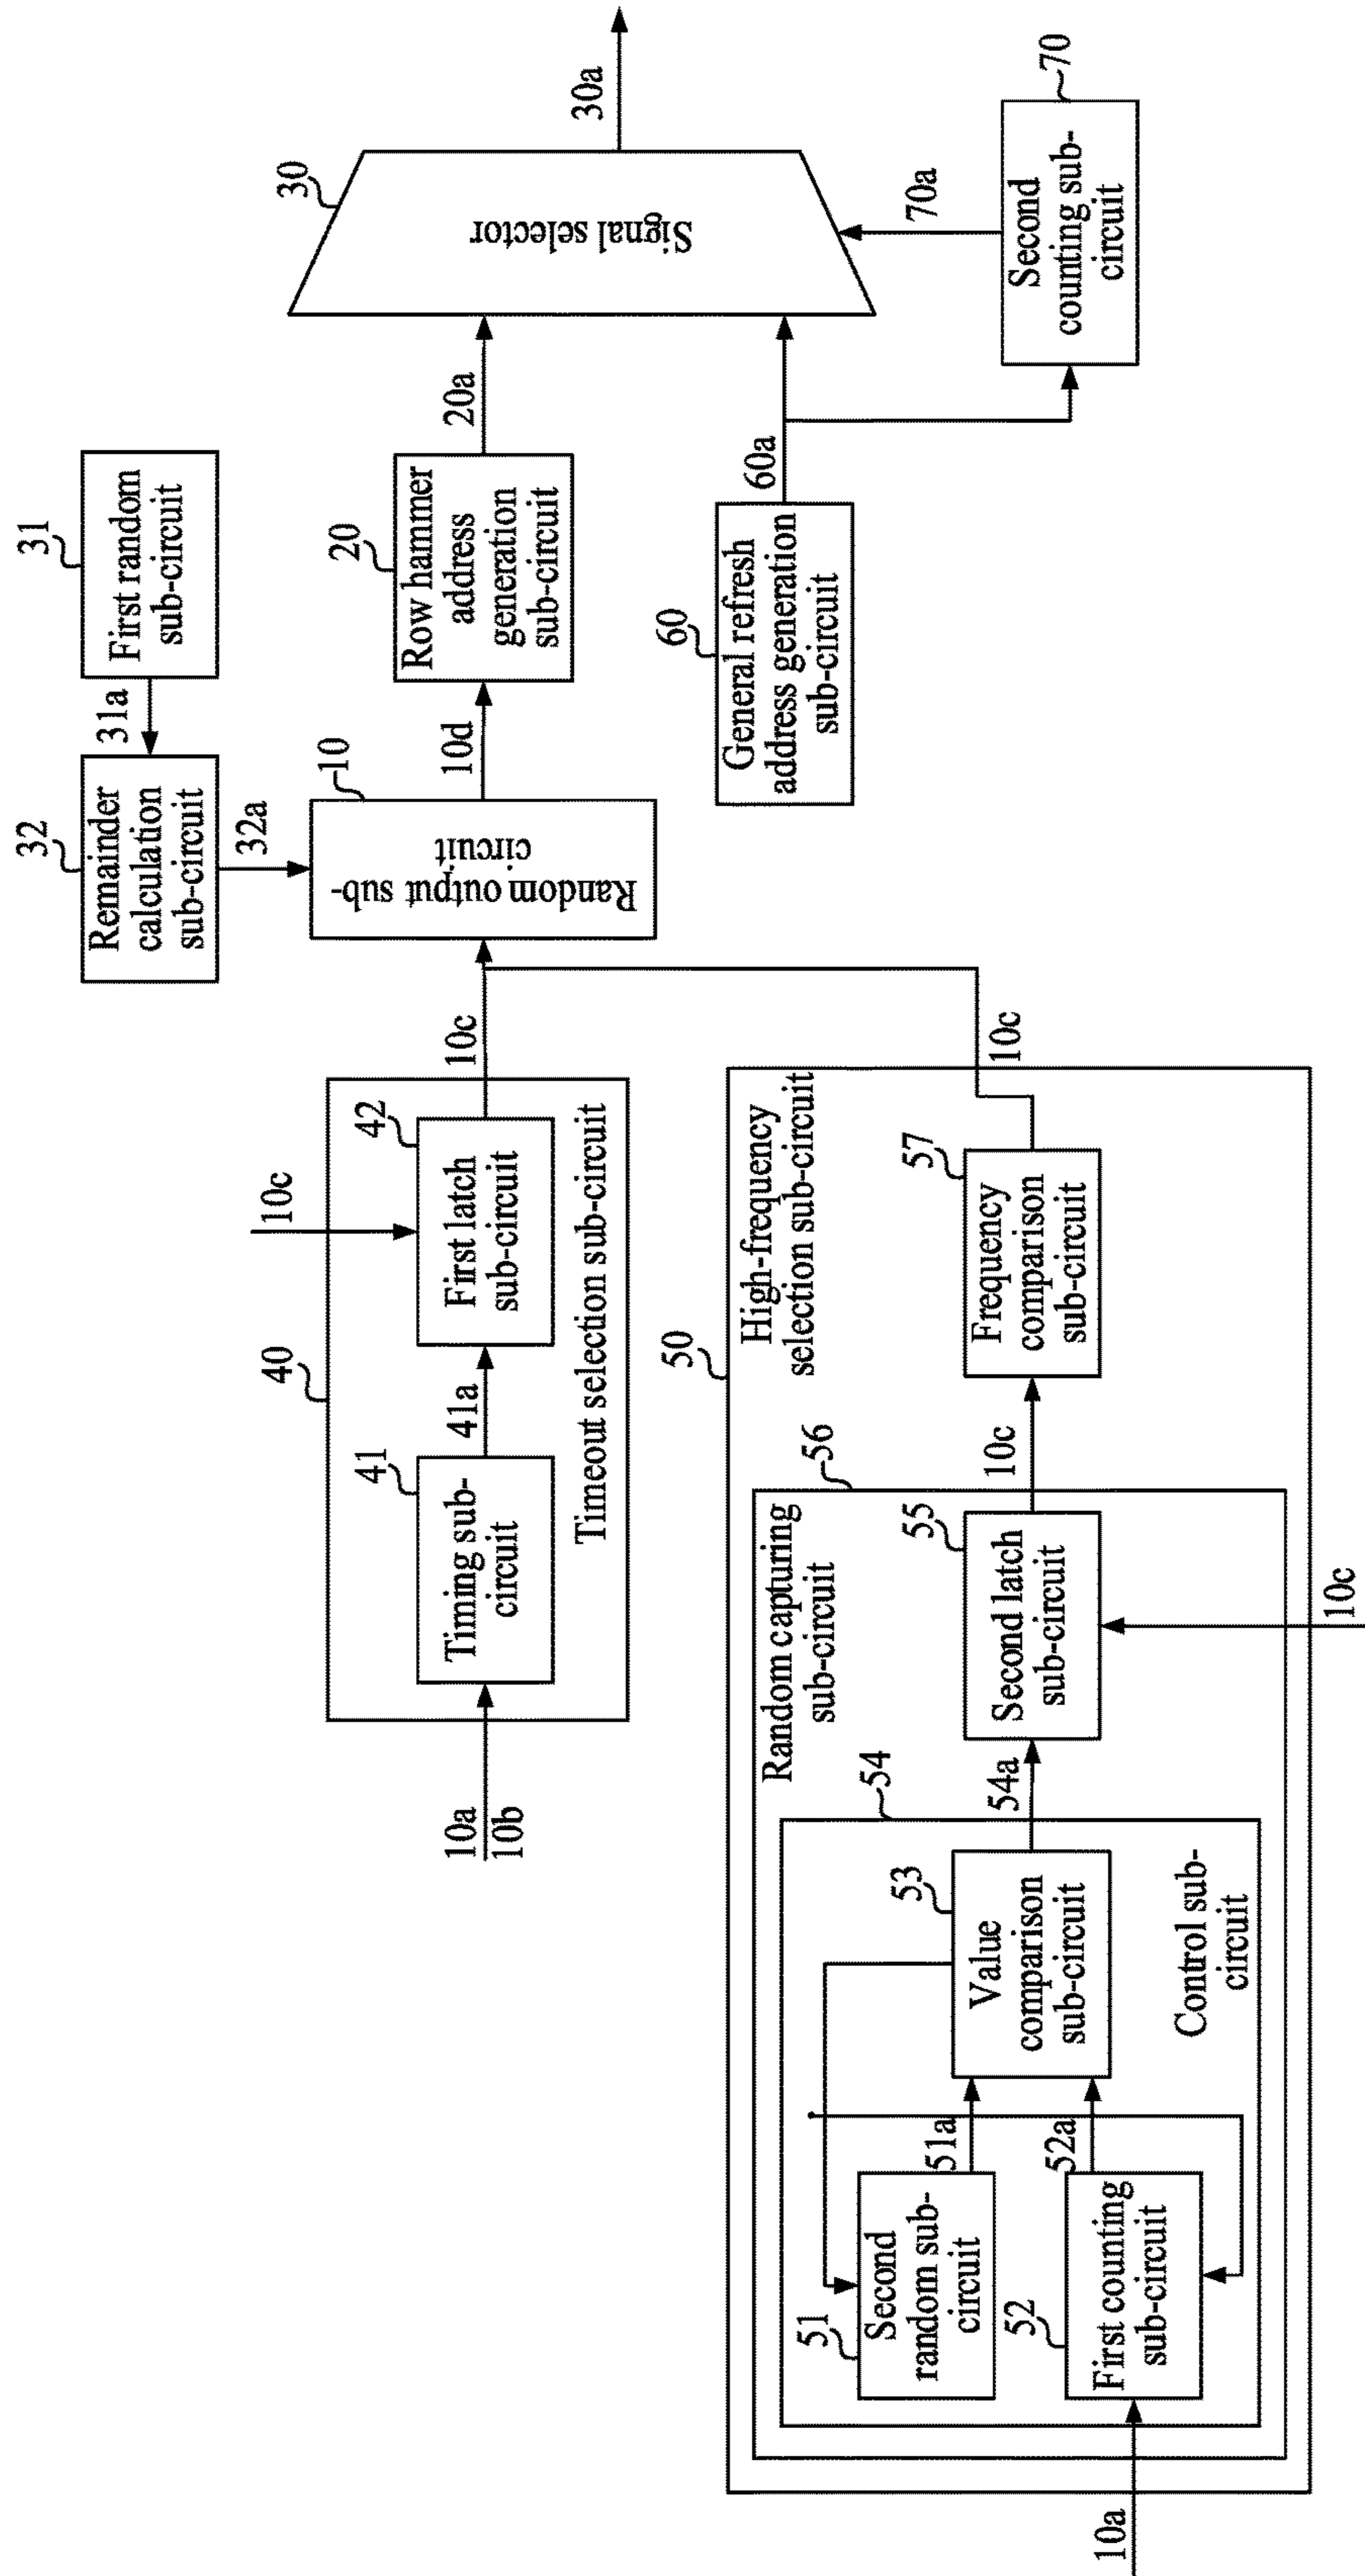 31
First random
sub-circuit
31a
32
Remainder
calculation
sub-circuit
32a
10c
40
41
Timing sub-
circuit
41a
42
First latch
sub-circuit
Timeout selection sub-circuit
10a
10b
10c
10
Random output sub-
circuit
10d
20
Row hammer
address
generation
sub-circuit
20a
30
Signal selector
30a
50
High-frequency
selection sub-circuit
56
Random capturing
sub-circuit
54
Control sub-
circuit
51
Second
random sub-
circuit
51a
52
First counting
sub-circuit
52a
10a
53
Value
comparison
sub-circuit
54a
55
Second latch
sub-circuit
10c
10c
57
Frequency
comparison
sub-circuit
10c
60
General refresh
address generation
sub-circuit
60a
70
Second
counting sub-
circuit
70a